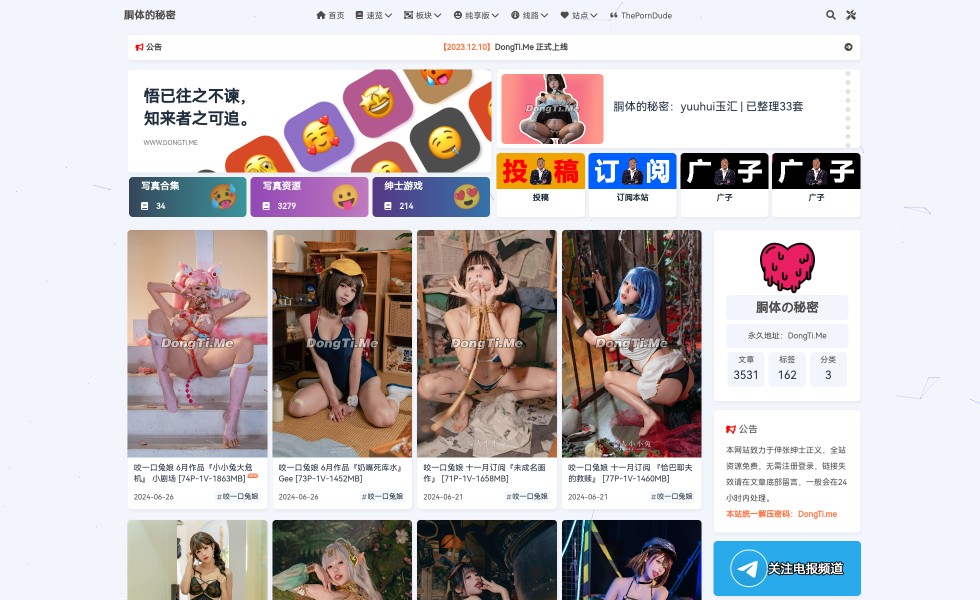 胴体的秘密
首页 速览 板块 纯享版 线路 站点 ThePornDude
公告
【2023.12.10】DongTi.Me 正式上线
悟已往之不谏，
知来者之可追。
WWW.DONGTI.ME
DongTi.Me
胴体的秘密：yuuhui玉汇 | 已整理33套
写真合集
34
写真资源
3279
绅士游戏
214
投稿
订阅
广子
广子
投稿
订阅本站
广子
广子
DongTi.Me
DongTi.Me
DongTi.Me
DongTi.Me
咬一口兔娘 6月作品『小小兔大危
机』 小剧场 [74P-1V-1863MB]
2024-06-26
#咬一口兔娘
咬一口兔娘 6月作品『奶嘴死库水』
Gee [73P-1V-1452MB]
2024-06-26
#咬一口兔娘
咬一口兔娘 十一月订阅『未成名画
作』 [71P-1V-1658MB]
2024-06-21
#咬一口兔娘
咬一口兔娘 十一月订阅 『恰巴耶夫
的救赎』 [77P-1V-1460MB]
2024-06-21
#咬一口兔娘
胴体の秘密
永久地址：DongTi.Me
文章
3531
标签
162
分类
3
公告
本网站致力于伸张绅士正义，全站
资源免费，无需注册登录，链接失
效请在文章底部留言，一般会在24
小时内处理。
本站统一解压密码：DongTi.me
关注电报频道